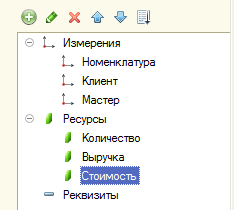 Измерения
Номенклатура
Клиент
Мастер
Ресурсы
Количество
Выручка
Стоимость
Реквизиты